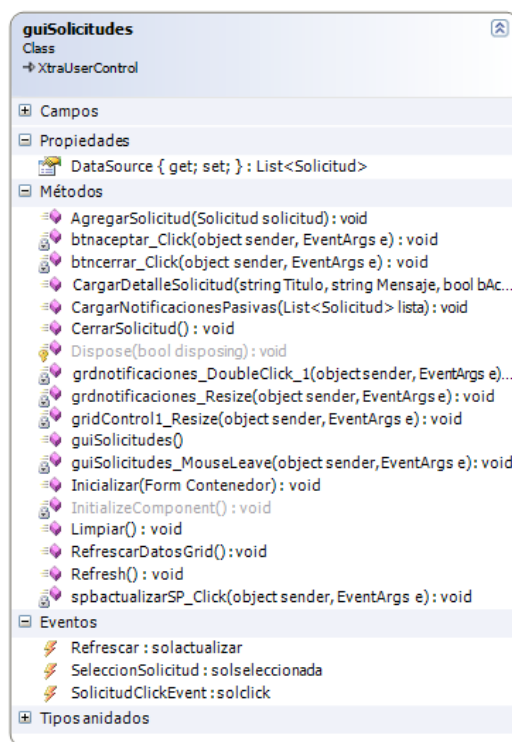 guiSolicitudes
Class
XtraUserControl
Campos
Propiedades
DataSource { get; set; } : List<Solicitud>
Métodos
AgregarSolicitud(Solicitud solicitud) : void
btnaceptar_Click(object sender, EventArgs e) : void
btncerrar_Click(object sender, EventArgs e) : void
CargarDetalleSolicitud(string Titulo, string Mensaje, bool bAc...
CargarNotificacionesPasivas(List<Solicitud> lista) : void
CerrarSolicitud() : void
Dispose(bool disposing) : void
grdnotificaciones_DoubleClick_1(object sender, EventArgs e)...
grdnotificaciones_Resize(object sender, EventArgs e) : void
gridControl1_Resize(object sender, EventArgs e) : void
guiSolicitudes()
guiSolicitudes_MouseLeave(object sender, EventArgs e): void
Inicializar(Form Contenedor) : void
InitializeComponent() : void
Limpiar() : void
RefrescarDatosGrid() : void
Refresh() : void
spbactualizarSP_Click(object sender, EventArgs e) : void
Eventos
Refrescar : solactualizar
SeleccionSolicitud : solseleccionada
SolicitudClickEvent : solclick
Tipos anidados